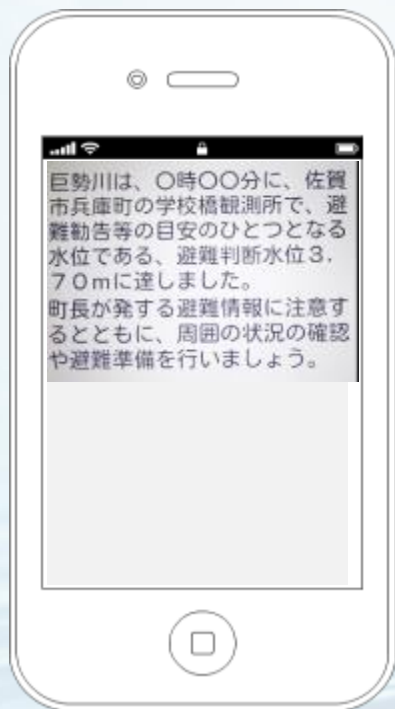 巨勢川は、〇時〇〇分に、佐賀
市兵庫町の学校橋観測所で、避
難勧告等の目安のひとつとなる
水位である、避難判断水位３．
７０ｍに達しました。
町長が発する避難情報に注意す
るとともに、周囲の状況の確認
や避難準備を行いましょう。